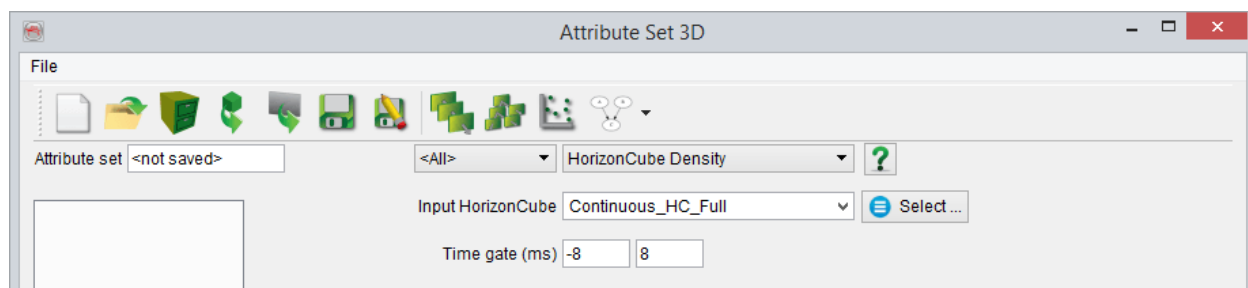 Attribute Set 3D
File
Attribute set <not saved> <All> HorizonCube Density ?
Input HorizonCube Continuous_HC_Full Select ...
Time gate (ms) -8 8